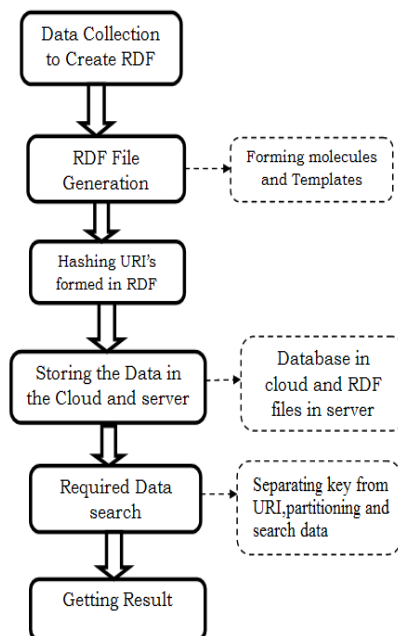 Data Collection
to Create RDF
RDF File
Generation
Forming molecules
and Templates
Hashing URI's
formed in RDF
Storing the Data in
the Cloud and server
Database in
cloud and RDF
files in server
Required Data
search
Separating key from
URI,partitioning and
search data
Getting Result